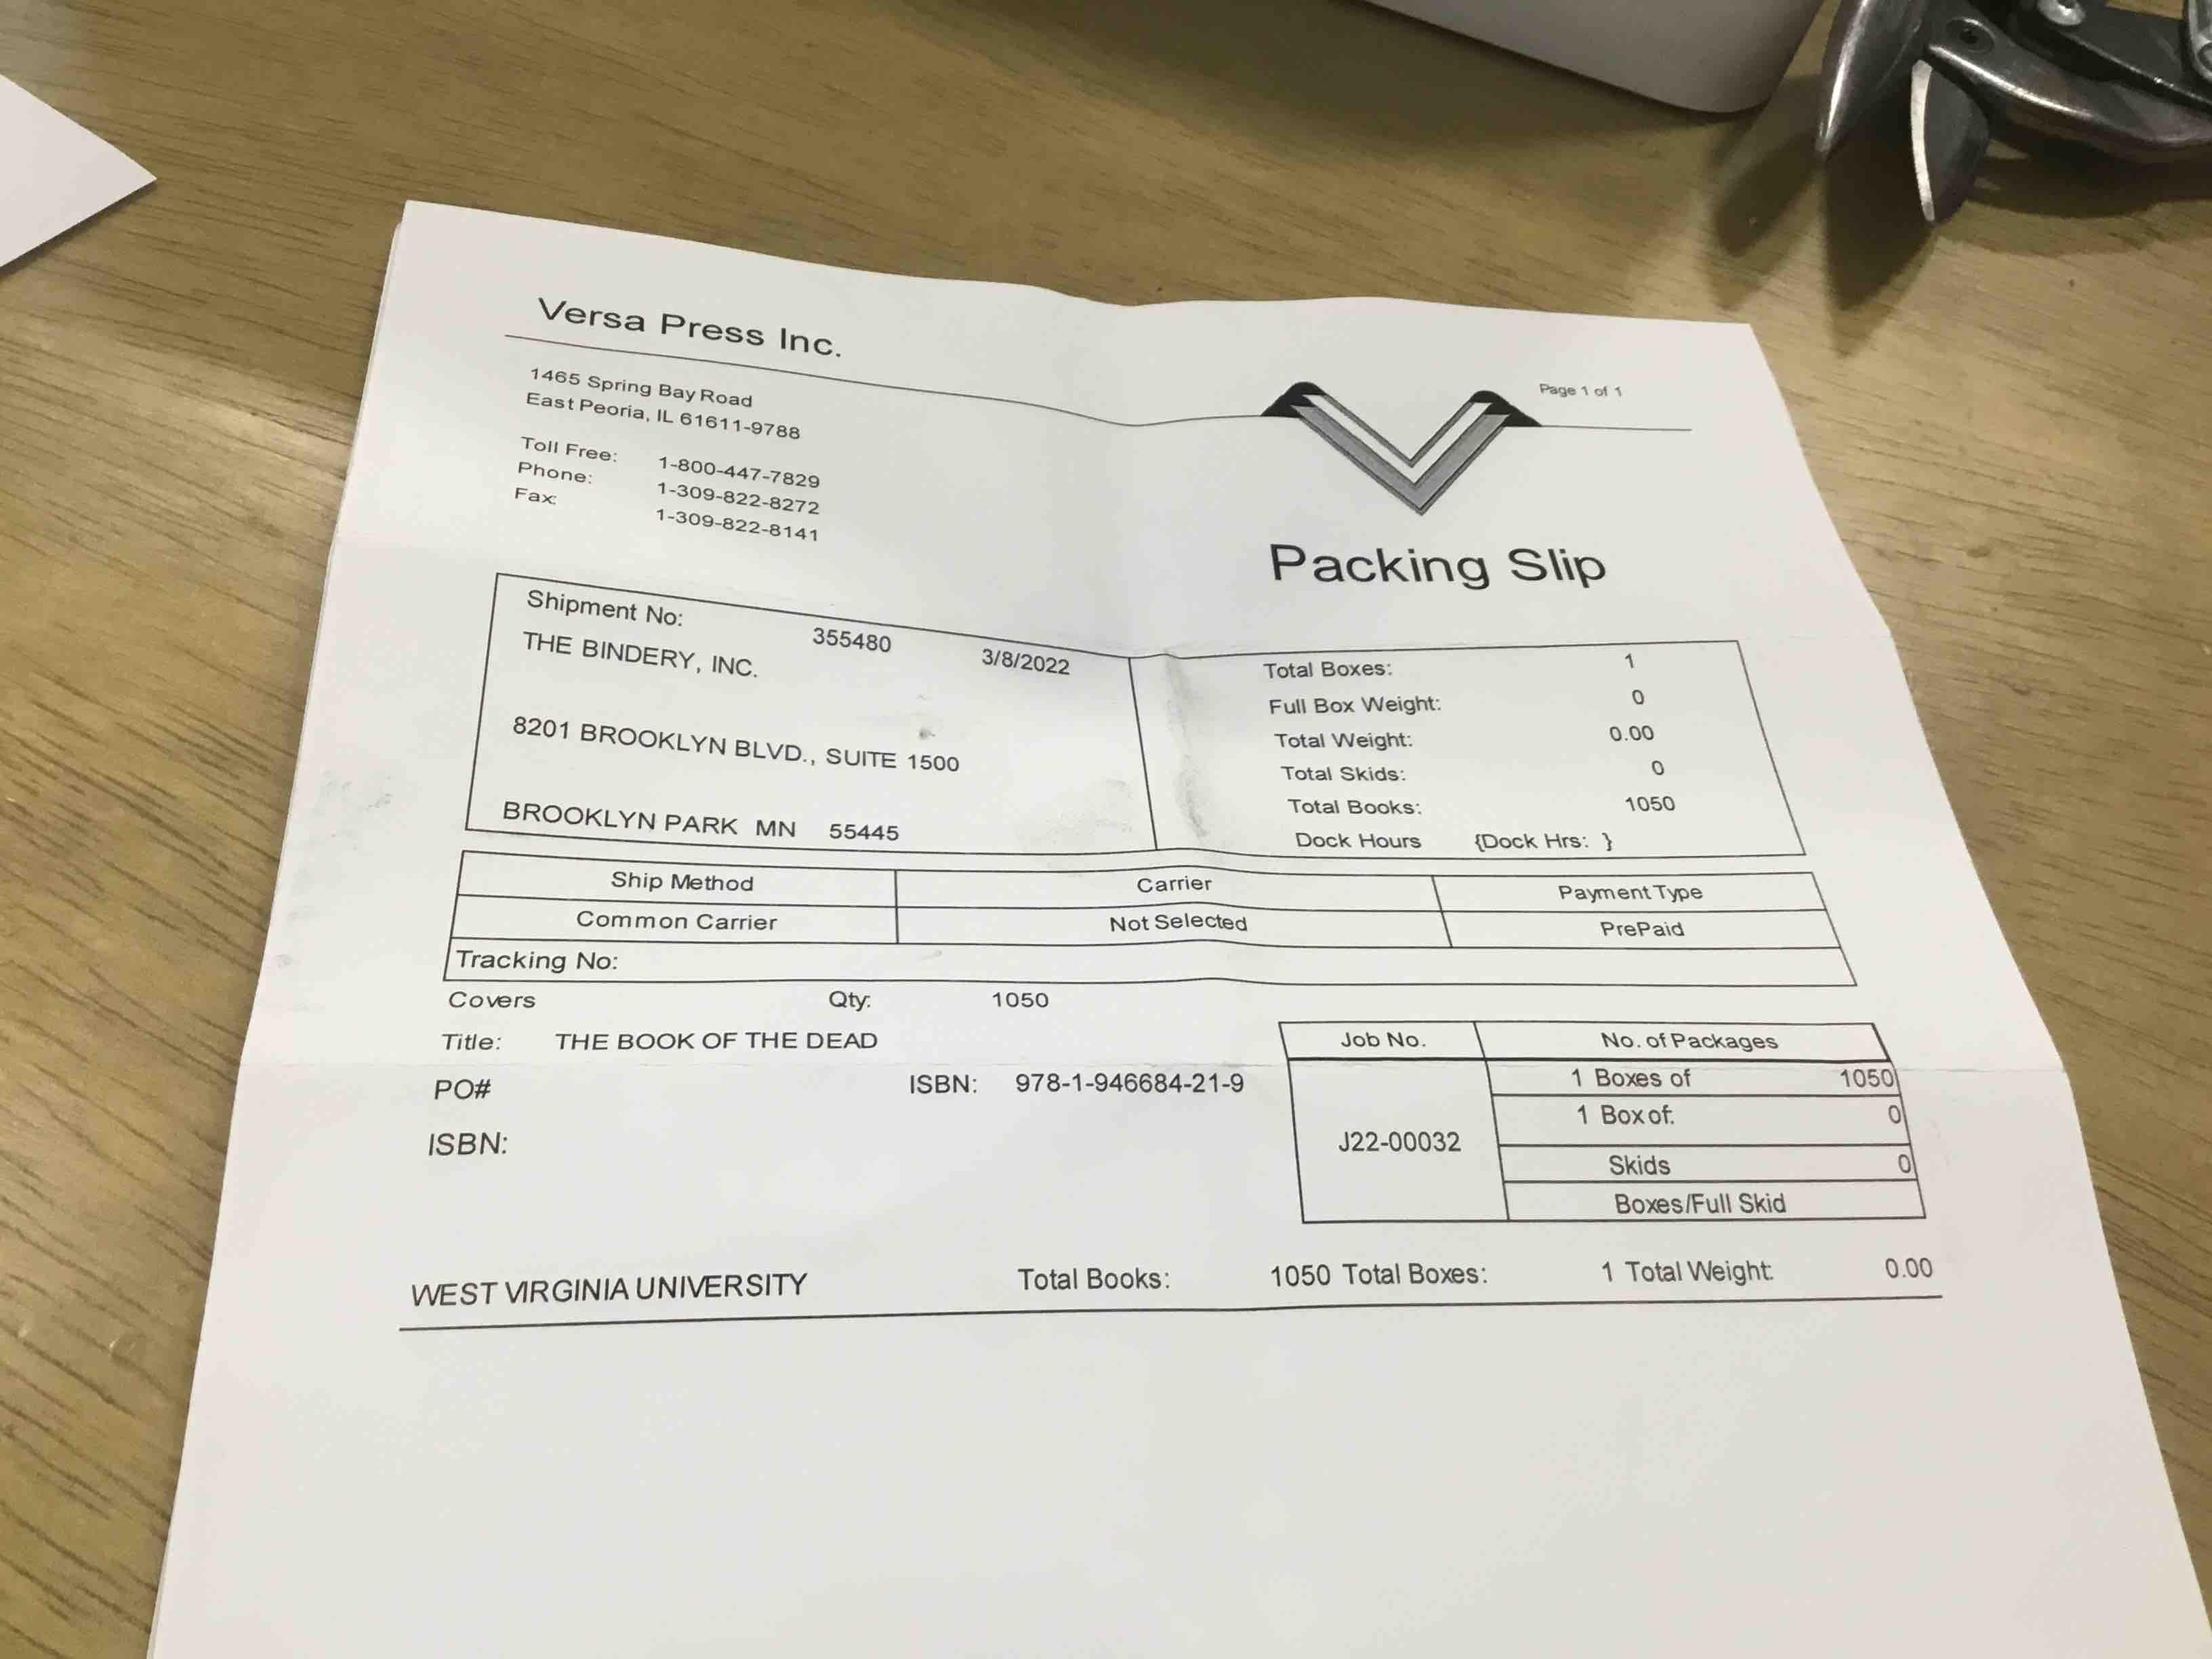 Versa Press Inc.
1465 Spring Bay Road
East Peoria, IL 61611-9788
Toll Free: 1-800-447-7829
Phone: 1-309-822-8272
Fax: 1-309-822-8141
Page 1 of 1
Packing Slip
Shipment No: 355480 3/8/2022
THE BINDERY, INC.
8201 BROOKLYN BLVD., SUITE 1500
BROOKLYN PARK MN 55445
Total Boxes: 1
Full Box Weight: 0
Total Weight: 0.00
Total Skids: 0
Total Books: 1050
Dock Hours {Dock Hrs: }
Ship Method Carrier Payment Type
Common Carrier Not Selected PrePaid
Tracking No:
Covers Qty: 1050
Title: THE BOOK OF THE DEAD
PO# ISBN: 978-1-946684-21-9
ISBN:
Job No. No. of Packages
J22-00032
1 Boxes of 1050
1 Box of: 0
Skids 0
Boxes/Full Skid
WEST VIRGINIA UNIVERSITY Total Books: 1050 Total Boxes: 1 Total Weight: 0.00